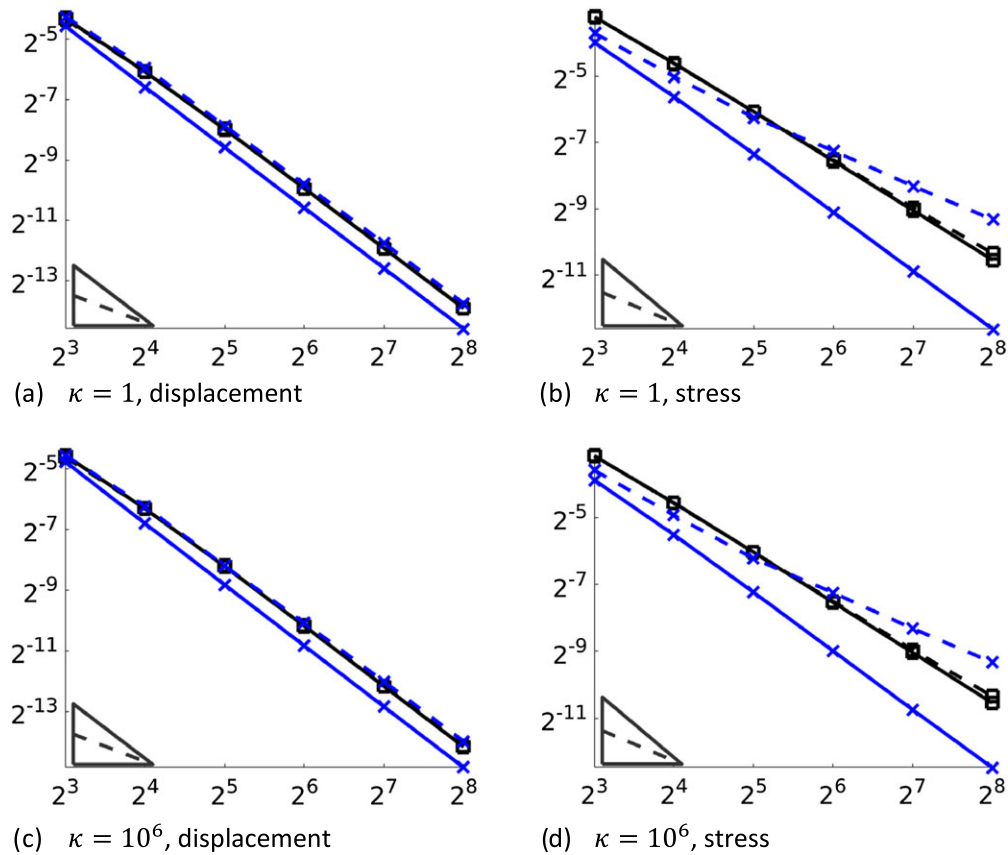 2^-5
2^-7
2^-9
2^-11
2^-13
2^3 2^4 2^5 2^6 2^7 2^8
(a) κ = 1, displacement
2^-5
2^-7
2^-9
2^-11
2^3 2^4 2^5 2^6 2^7 2^8
(b) κ = 1, stress
2^-5
2^-7
2^-9
2^-11
2^-13
2^3 2^4 2^5 2^6 2^7 2^8
(c) κ = 10^6, displacement
2^-5
2^-7
2^-9
2^-11
2^3 2^4 2^5 2^6 2^7 2^8
(d) κ = 10^6, stress